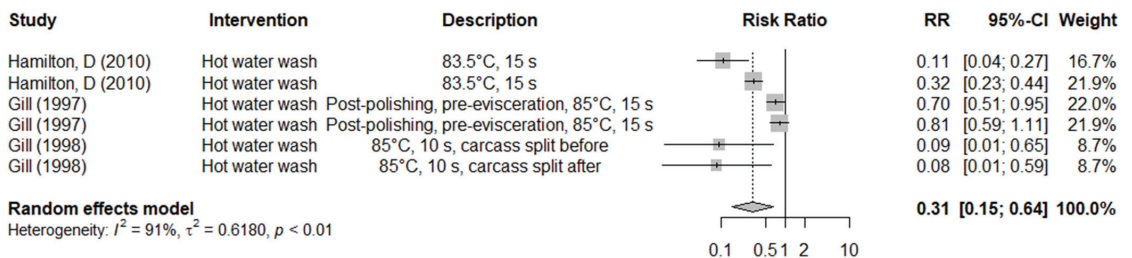 Study Intervention Description Risk Ratio RR 95%-CI Weight
Hamilton, D (2010) Hot water wash 83.5°C, 15 s 0.11 [0.04; 0.27] 16.7%
Hamilton, D (2010) Hot water wash 83.5°C, 15 s 0.32 [0.23; 0.44] 21.9%
Gill (1997) Hot water wash Post-polishing, pre-evisceration, 85°C, 15 s 0.70 [0.51; 0.95] 22.0%
Gill (1997) Hot water wash Post-polishing, pre-evisceration, 85°C, 15 s 0.81 [0.59; 1.11] 21.9%
Gill (1998) Hot water wash 85°C, 10 s, carcass split before 0.09 [0.01; 0.65] 8.7%
Gill (1998) Hot water wash 85°C, 10 s, carcass split after 0.08 [0.01; 0.59] 8.7%
Random effects model 0.31 [0.15; 0.64] 100.0%
Heterogeneity: I² = 91%, τ² = 0.6180, p < 0.01
0.1 0.5 1 2 10